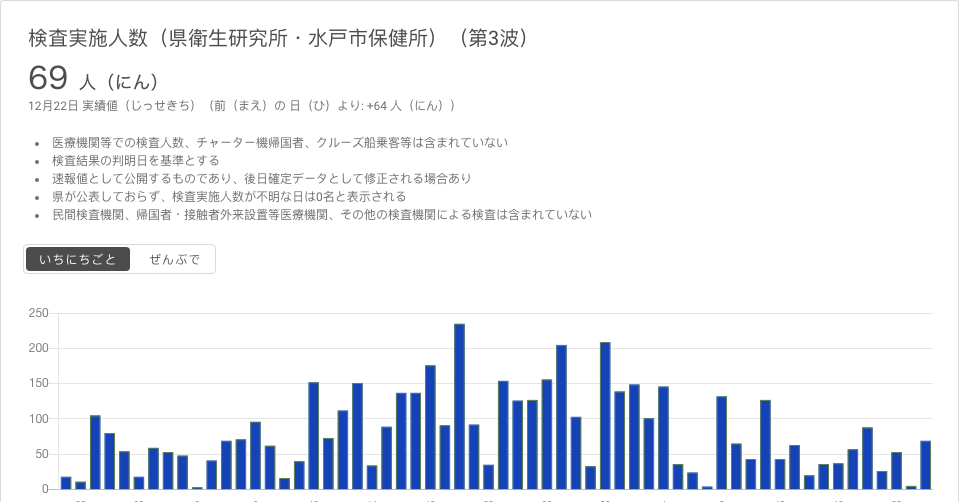 検査実施人数（県衛生研究所・水戸市保健所）（第3波）
69 人（にん）
12月22日 実績値（じっせきち）（前（まえ）の 日（ひ）より: +64 人（にん））
• 医療機関等での検査人数、チャーター機帰国者、クルーズ船乗客等は含まれていない
• 検査結果の判明日を基準とする
• 速報値として公開するものであり、後日確定データとして修正される場合あり
• 県が公表しておらず、検査実施人数が不明な日は0名と表示される
• 民間検査機関、帰国者・接触者外来設置等医療機関、その他の検査機関による検査は含まれていない
いちにちごと ぜんぶで
250
200
150
100
50
0